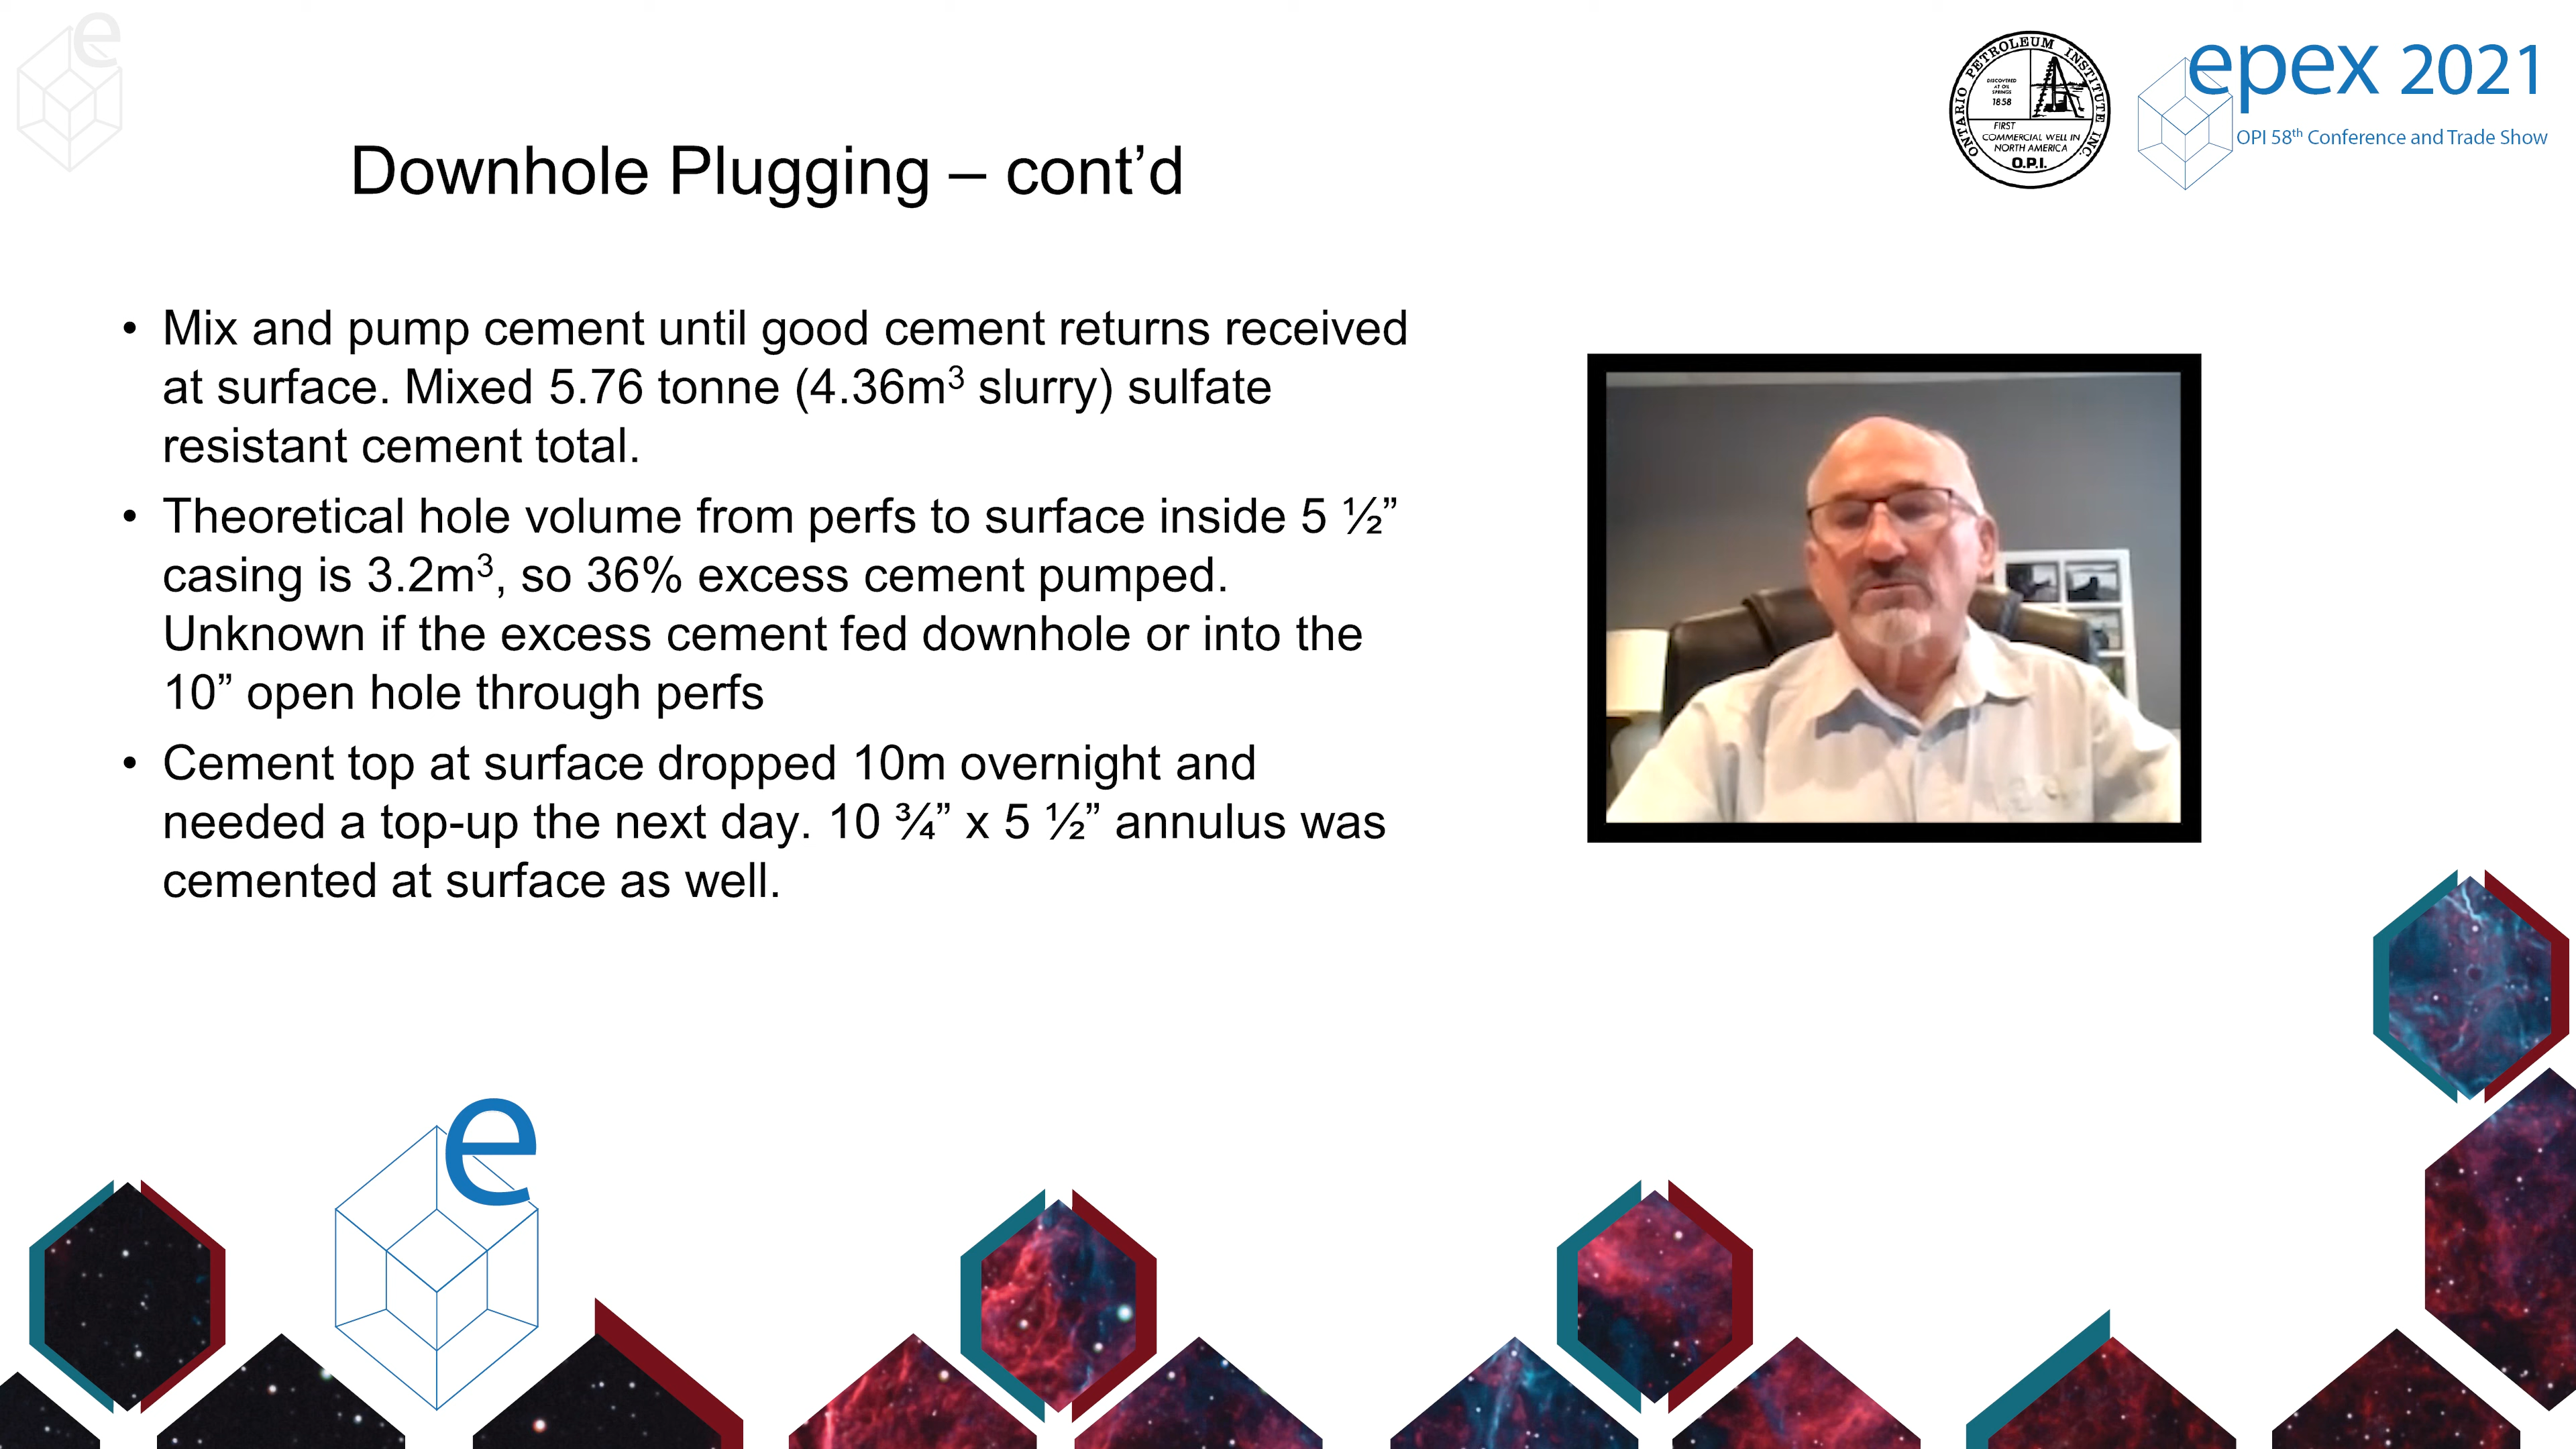 e
ONTARIO PETROLEUM INSTITUTE INC.
DISCOVERED
AT OIL
SPRINGS
1858
FIRST
COMMERCIAL WELL IN
NORTH AMERICA
O.P.I.
epex 2021
OPI 58th Conference and Trade Show
Downhole Plugging – cont’d
• Mix and pump cement until good cement returns received
at surface. Mixed 5.76 tonne (4.36m³ slurry) sulfate
resistant cement total.
• Theoretical hole volume from perfs to surface inside 5 ½”
casing is 3.2m³, so 36% excess cement pumped.
Unknown if the excess cement fed downhole or into the
10” open hole through perfs
• Cement top at surface dropped 10m overnight and
needed a top-up the next day. 10 ¾” x 5 ½” annulus was
cemented at surface as well.
e